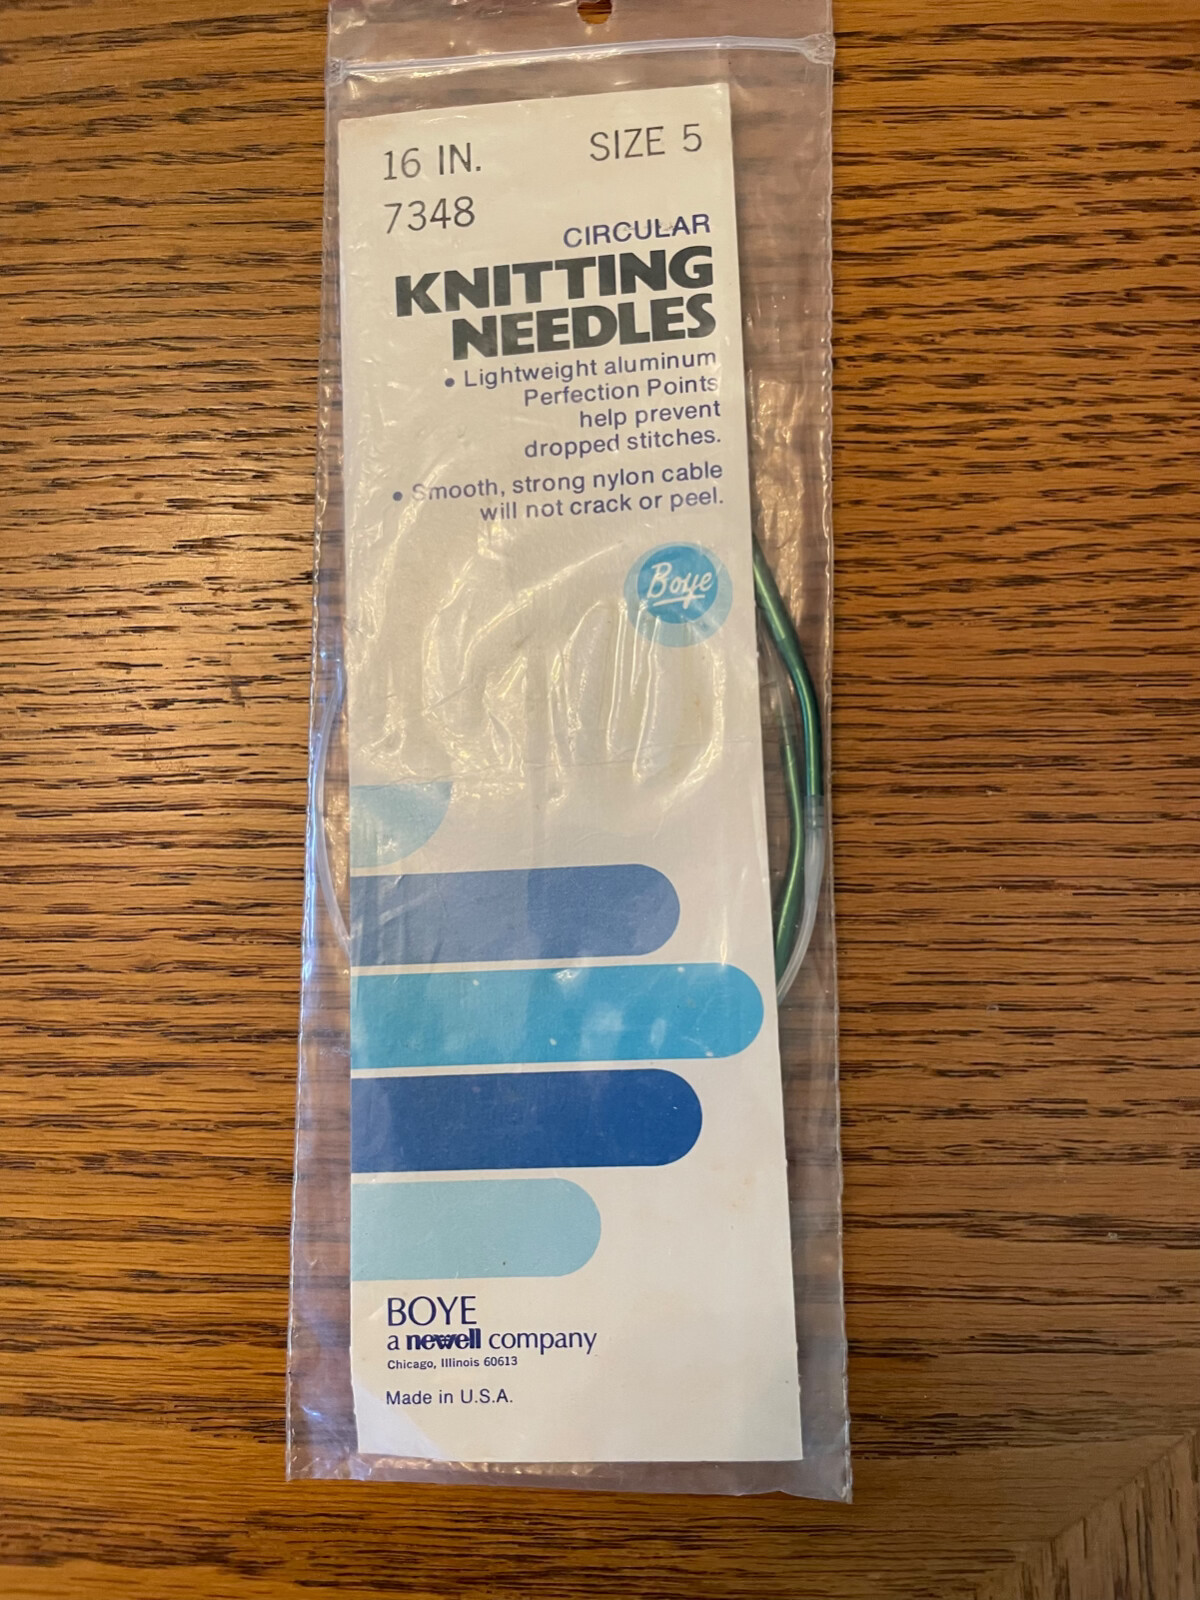 16 IN. SIZE 5
7348
CIRCULAR
KNITTING
NEEDLES
• Lightweight aluminum
Perfection Points
help prevent
dropped stitches.
• Smooth, strong nylon cable
will not crack or peel.
Boye
BOYE
a newell company
Chicago, Illinois 60613
Made in U.S.A.